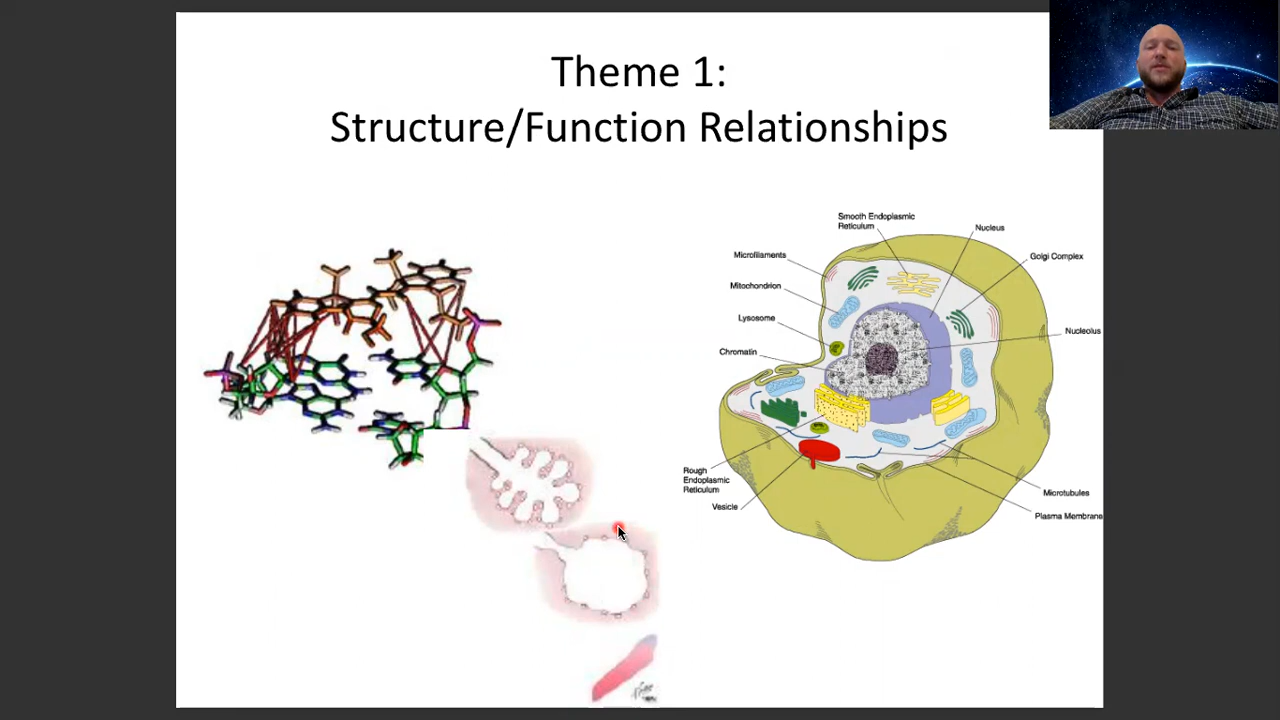 Theme 1:
Structure/Function Relationships
Smooth Endoplasmic
Reticulum
Nucleus
Microfilaments
Golgi Complex
Mitochondrion
Lysosome
Nucleolus
Chromatin
Rough
Endoplasmic
Reticulum
Vesicle
Microtubules
Plasma Membrane